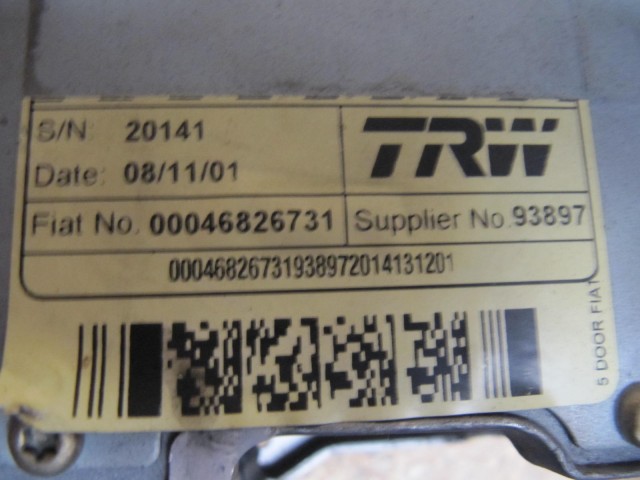 S/N: 20141
TRW
Date: 08/11/01
Fiat No. 00046826731 Supplier No. 93897
00046826731938972014131201
5 DOOR FIAT